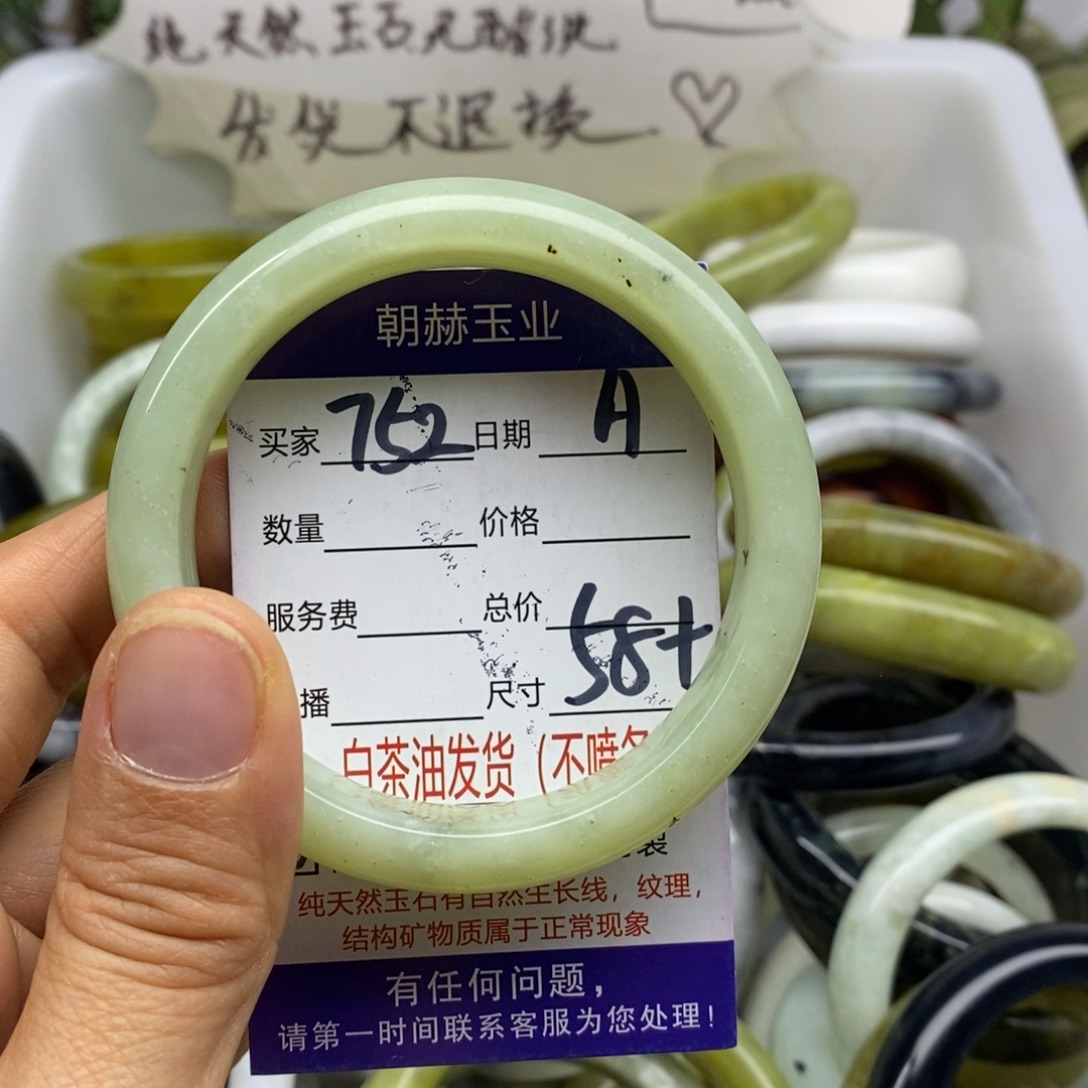 纯天然玉石无酸洗
售出 不退换
朝赫玉业
买家 752 日期 A
数量 价格
服务费 总价
播 尺寸 58+
白茶油发货（不喷
纯天然玉石有自然生长线，纹理，
结构矿物质属于正常现象
有任何问题，
请第一时间联系客服为您处理！